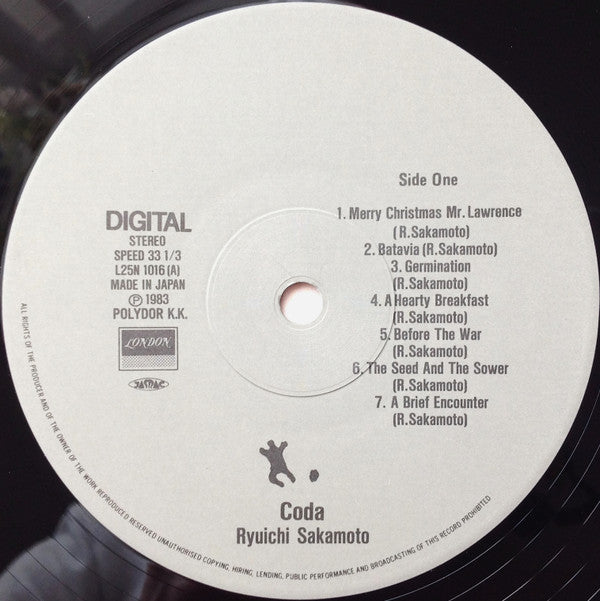 Side One
1. Merry Christmas Mr. Lawrence
(R.Sakamoto)
2. Batavia (R.Sakamoto)
3. Germination
(R.Sakamoto)
4. A Hearty Breakfast
(R.Sakamoto)
5. Before The War
(R.Sakamoto)
6. The Seed And The Sower
(R.Sakamoto)
7. A Brief Encounter
(R.Sakamoto)
DIGITAL
STEREO
SPEED 33 1/3
L25N 1016 (A)
MADE IN JAPAN
Ⓟ 1983
POLYDOR K.K.
LONDON
JASRAC
Coda
Ryuichi Sakamoto
ALL RIGHTS OF THE PRODUCER AND OF THE OWNER OF THE WORK REPRODUCED RESERVED UNAUTHORISED COPYING, HIRING, LENDING, PUBLIC PERFORMANCE AND BROADCASTING OF THIS RECORD PROHIBITED